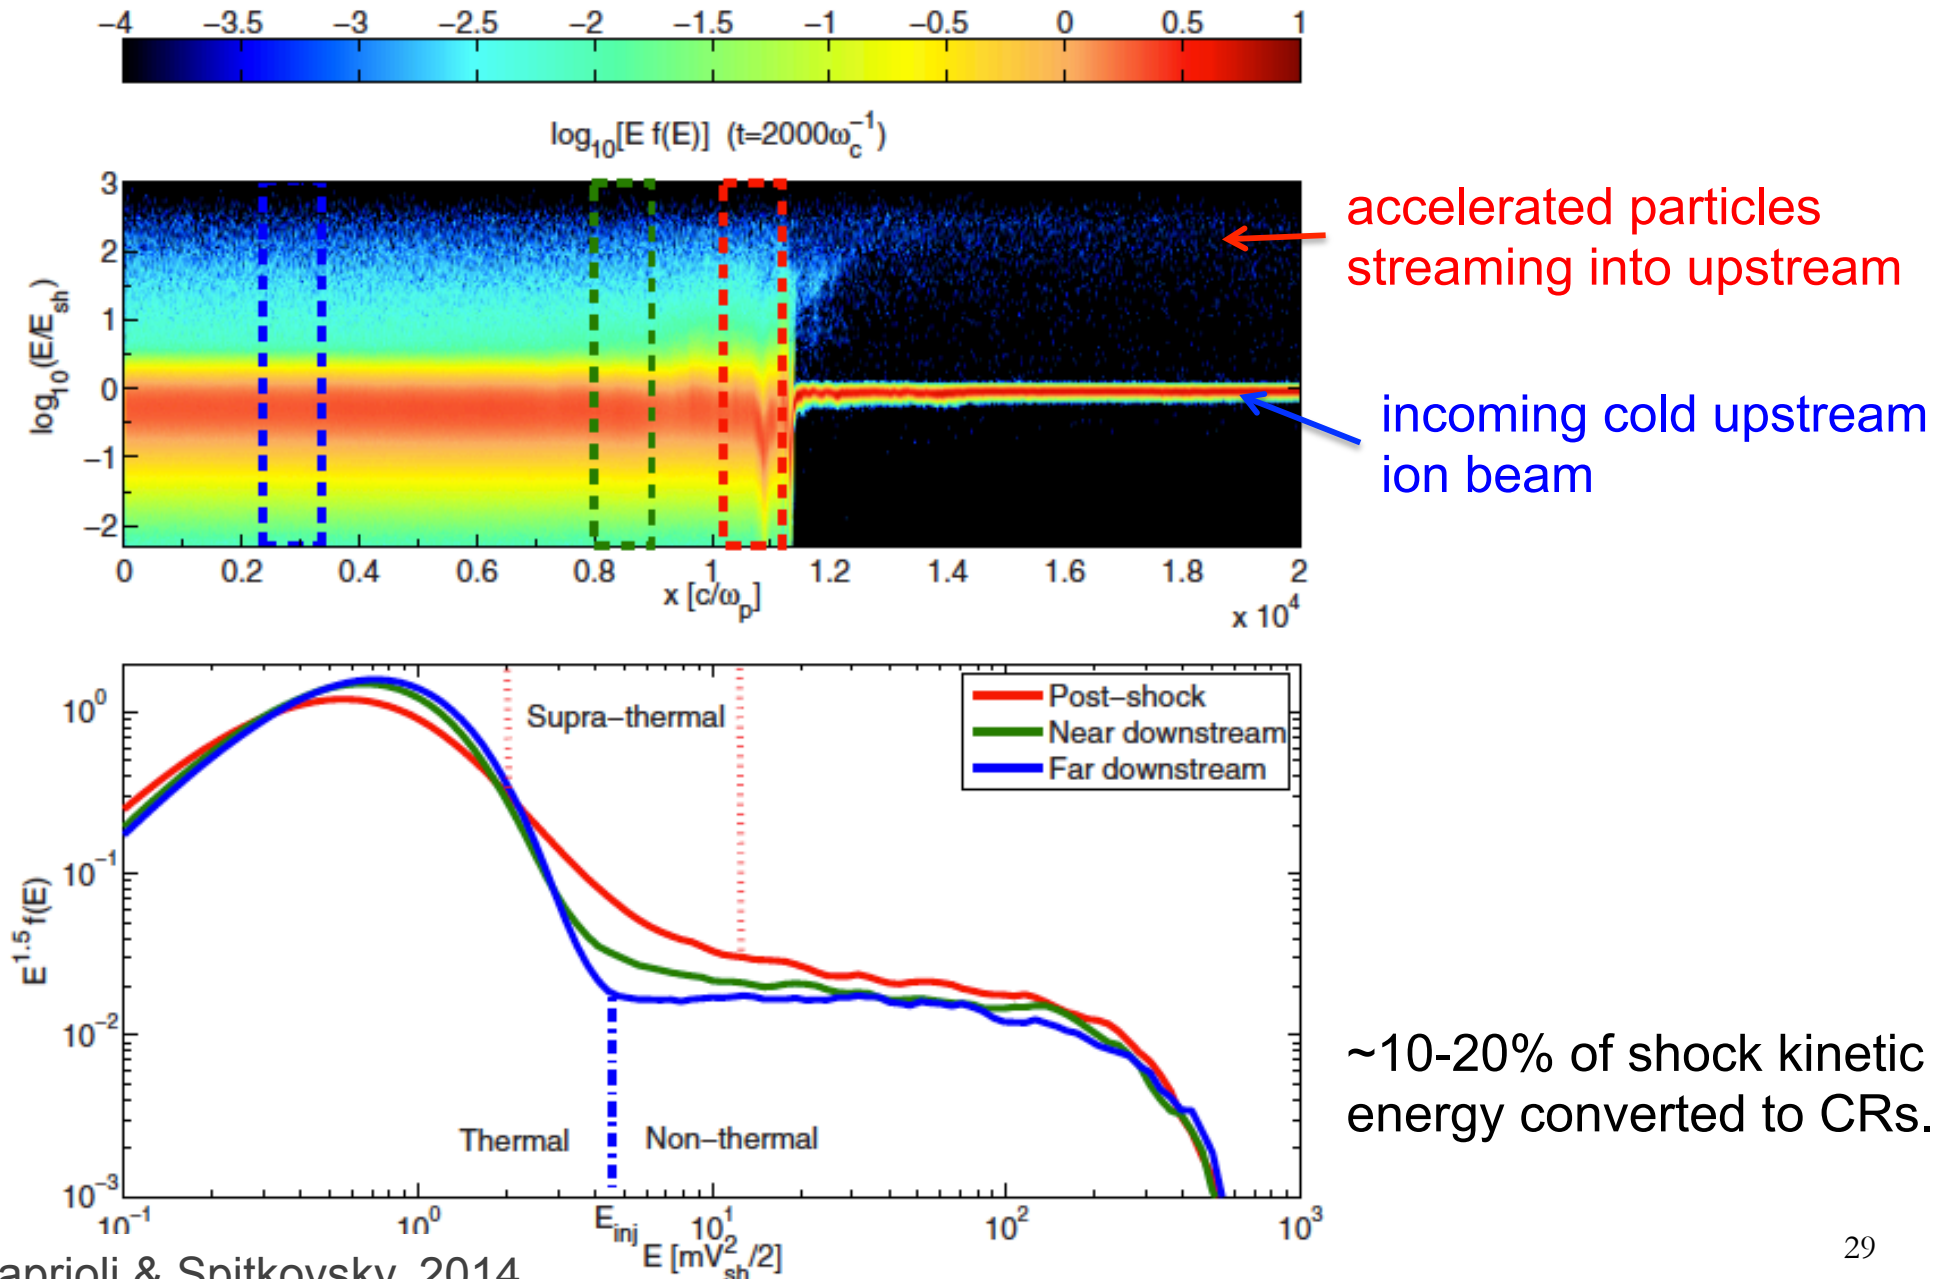 −4 −3.5 −3 −2.5 −2 −1.5 −1 −0.5 0 0.5 1
log10[E f(E)] (t=2000ωc−1)
3
2
1
0
−1
−2
log10(E/Esh)
0 0.2 0.4 0.6 0.8 1 1.2 1.4 1.6 1.8 2
x [c/ωp]
x 10^4
accelerated particles
streaming into upstream
incoming cold upstream
ion beam
10^0
10^−1
10^−2
10^−3
E^1.5 f(E)
Supra−thermal
Post−shock
Near downstream
Far downstream
Thermal
Non−thermal
10^−1 10^0 Einj 10^1 10^2 10^3
E [mVsh^2/2]
~10-20% of shock kinetic
energy converted to CRs.
& Spitkovsky, 2014
29